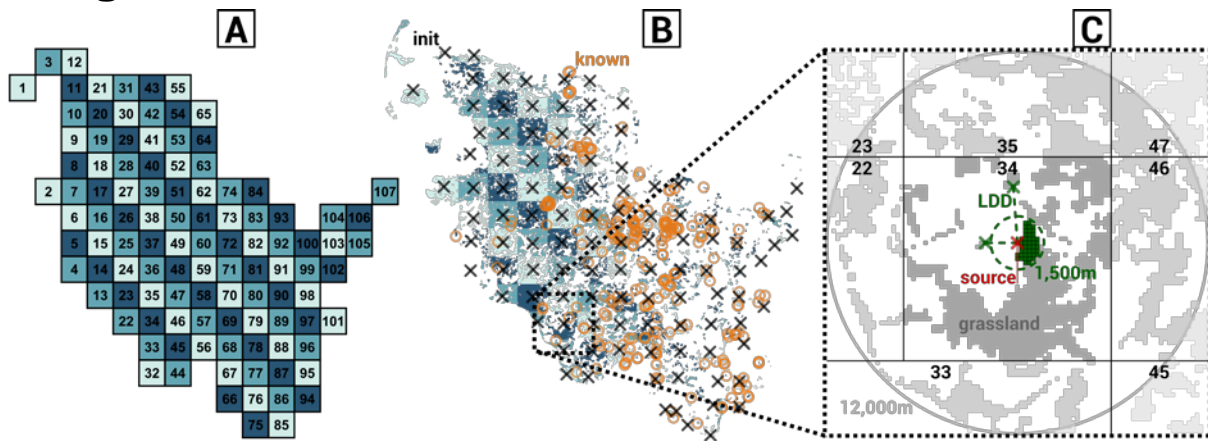 A
B
C
3 12
1 11 21 31 43 55
10 20 30 42 54 65
9 19 29 41 53 64
8 18 28 40 52 63
2 7 17 27 39 51 62 74 84 107
6 16 26 38 50 61 73 83 93 104 106
5 15 25 37 49 60 72 82 92 100 103 105
4 14 24 36 48 59 71 81 91 99 102
13 23 35 47 58 70 80 90 98
22 34 46 57 69 79 89 97 101
33 45 56 68 78 88 96
32 44 67 77 87 95
66 76 86 94
75 85
init
known
23 35 47
22 34 46
LDD
source
1,500m
grassland
33 45
12,000m